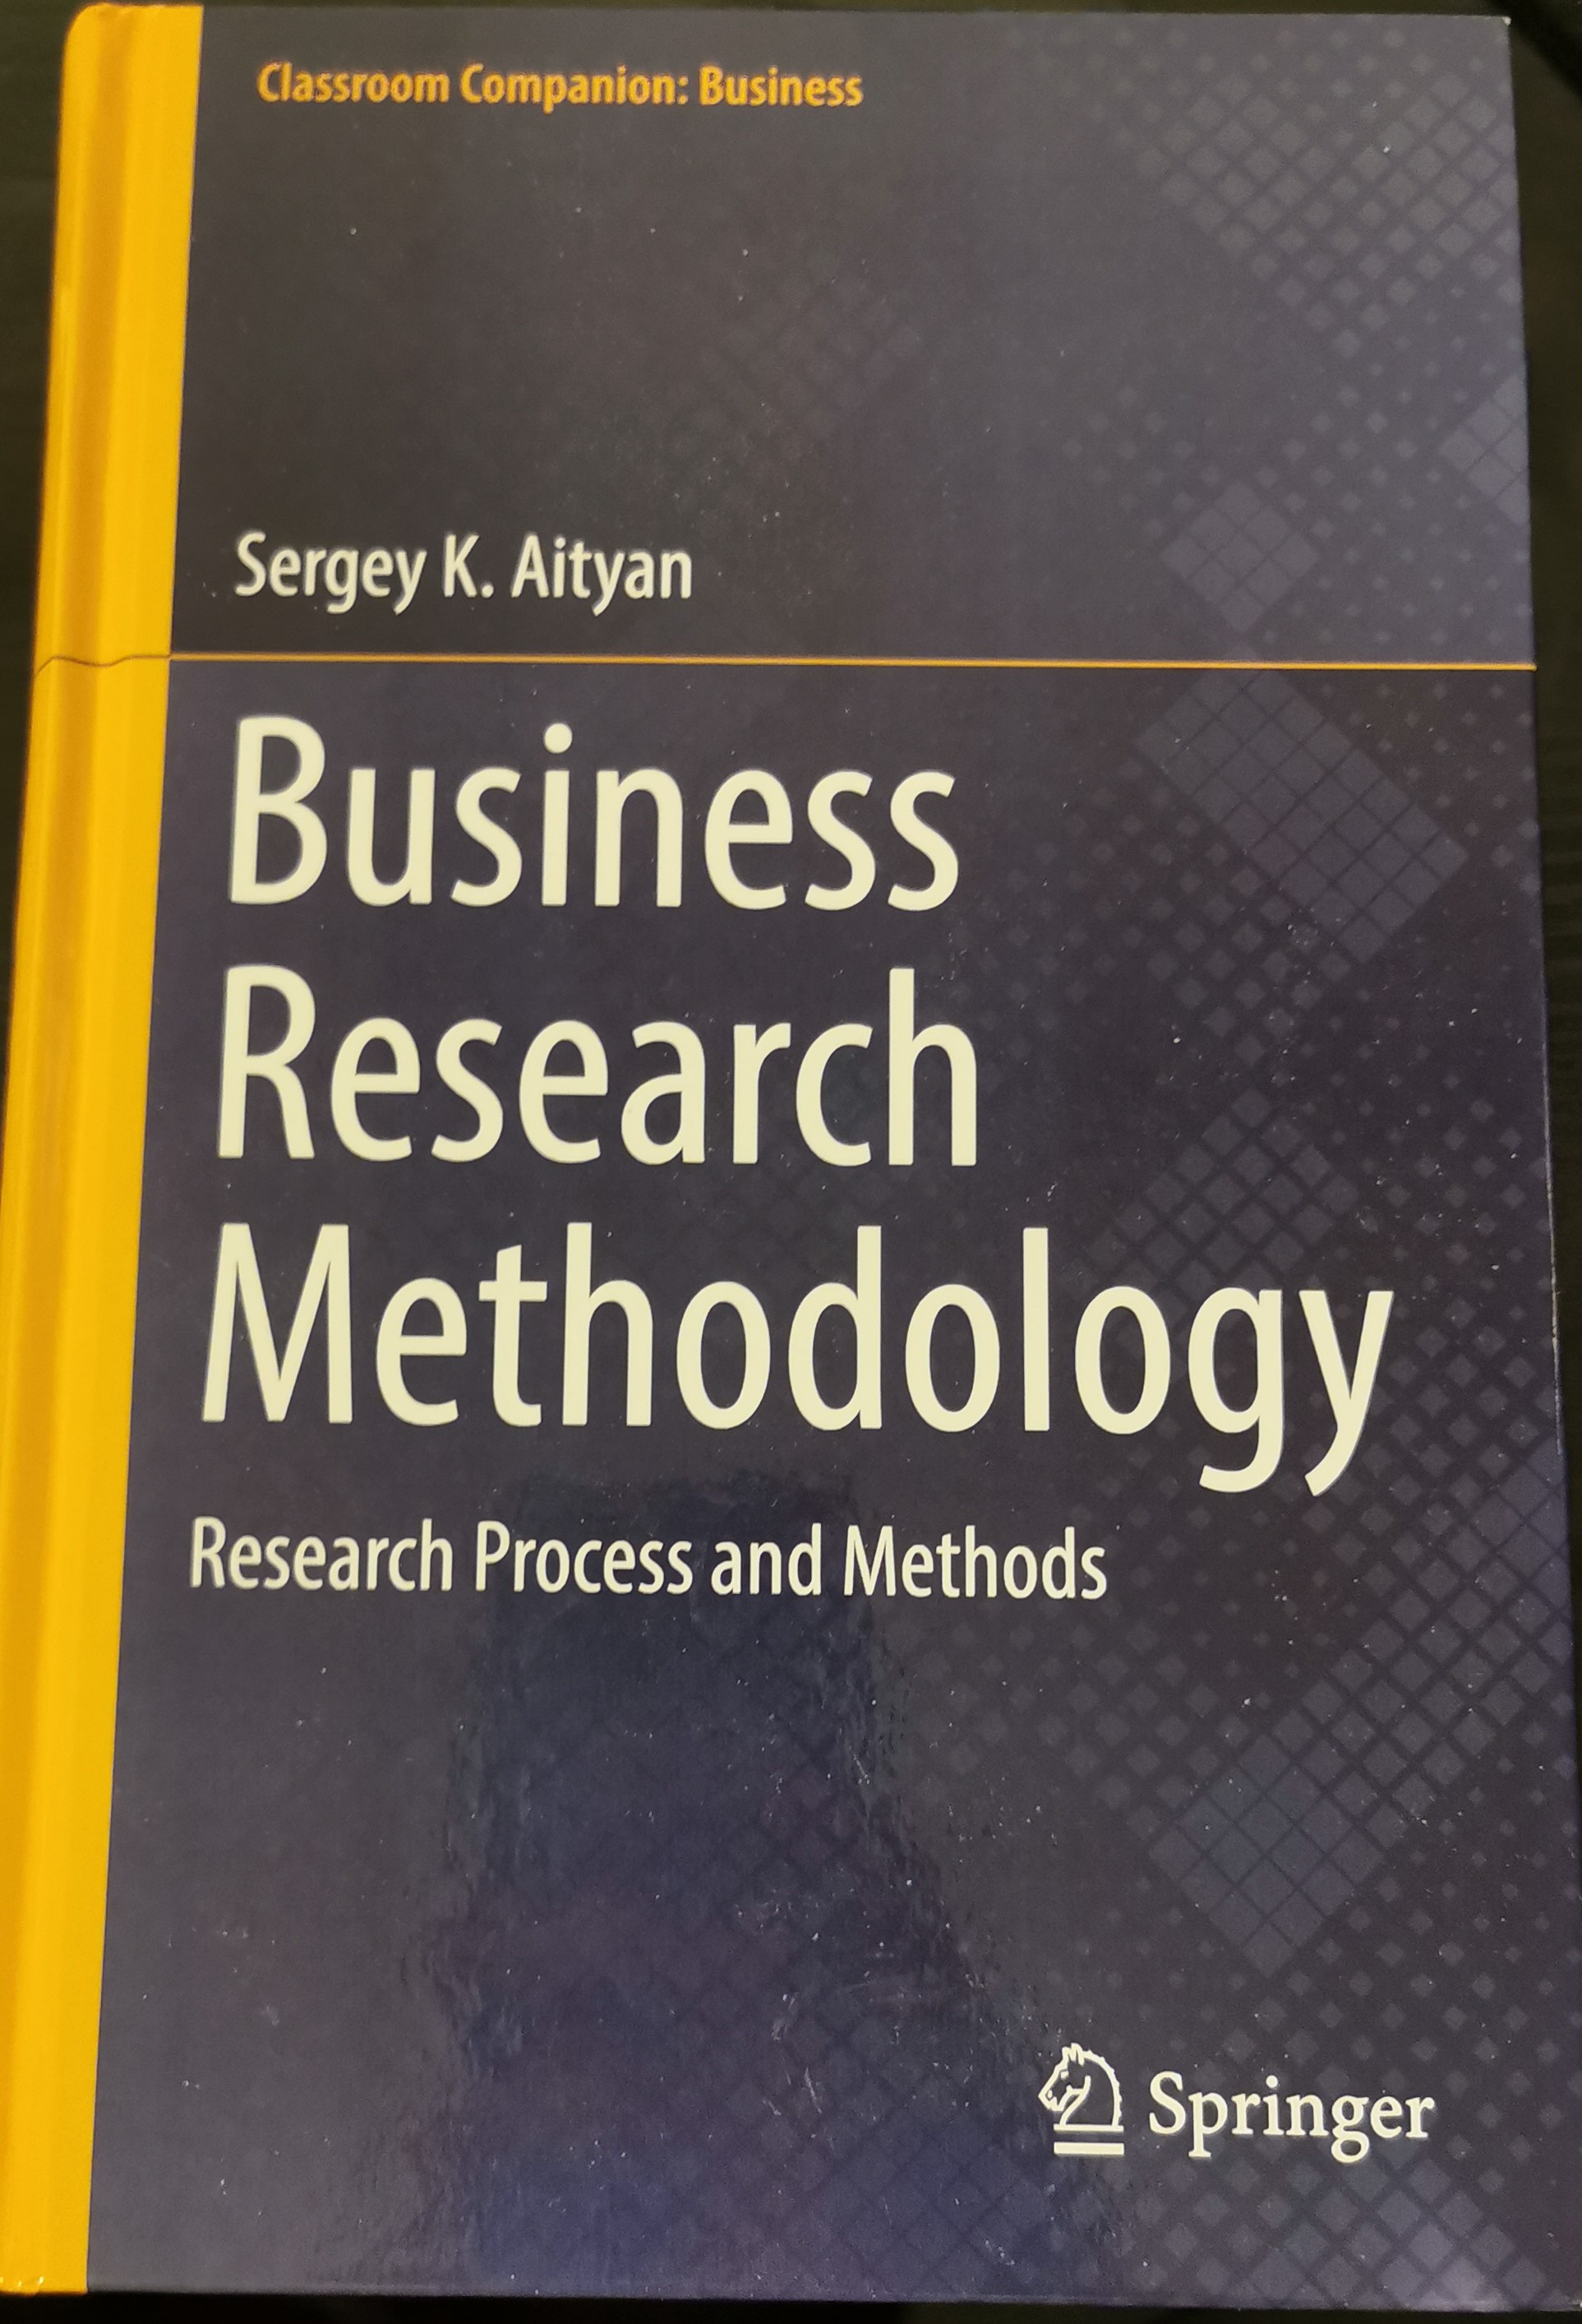 Classroom Companion: Business
Sergey K. Aityan
Business
Research
Methodology
Research Process and Methods
Springer